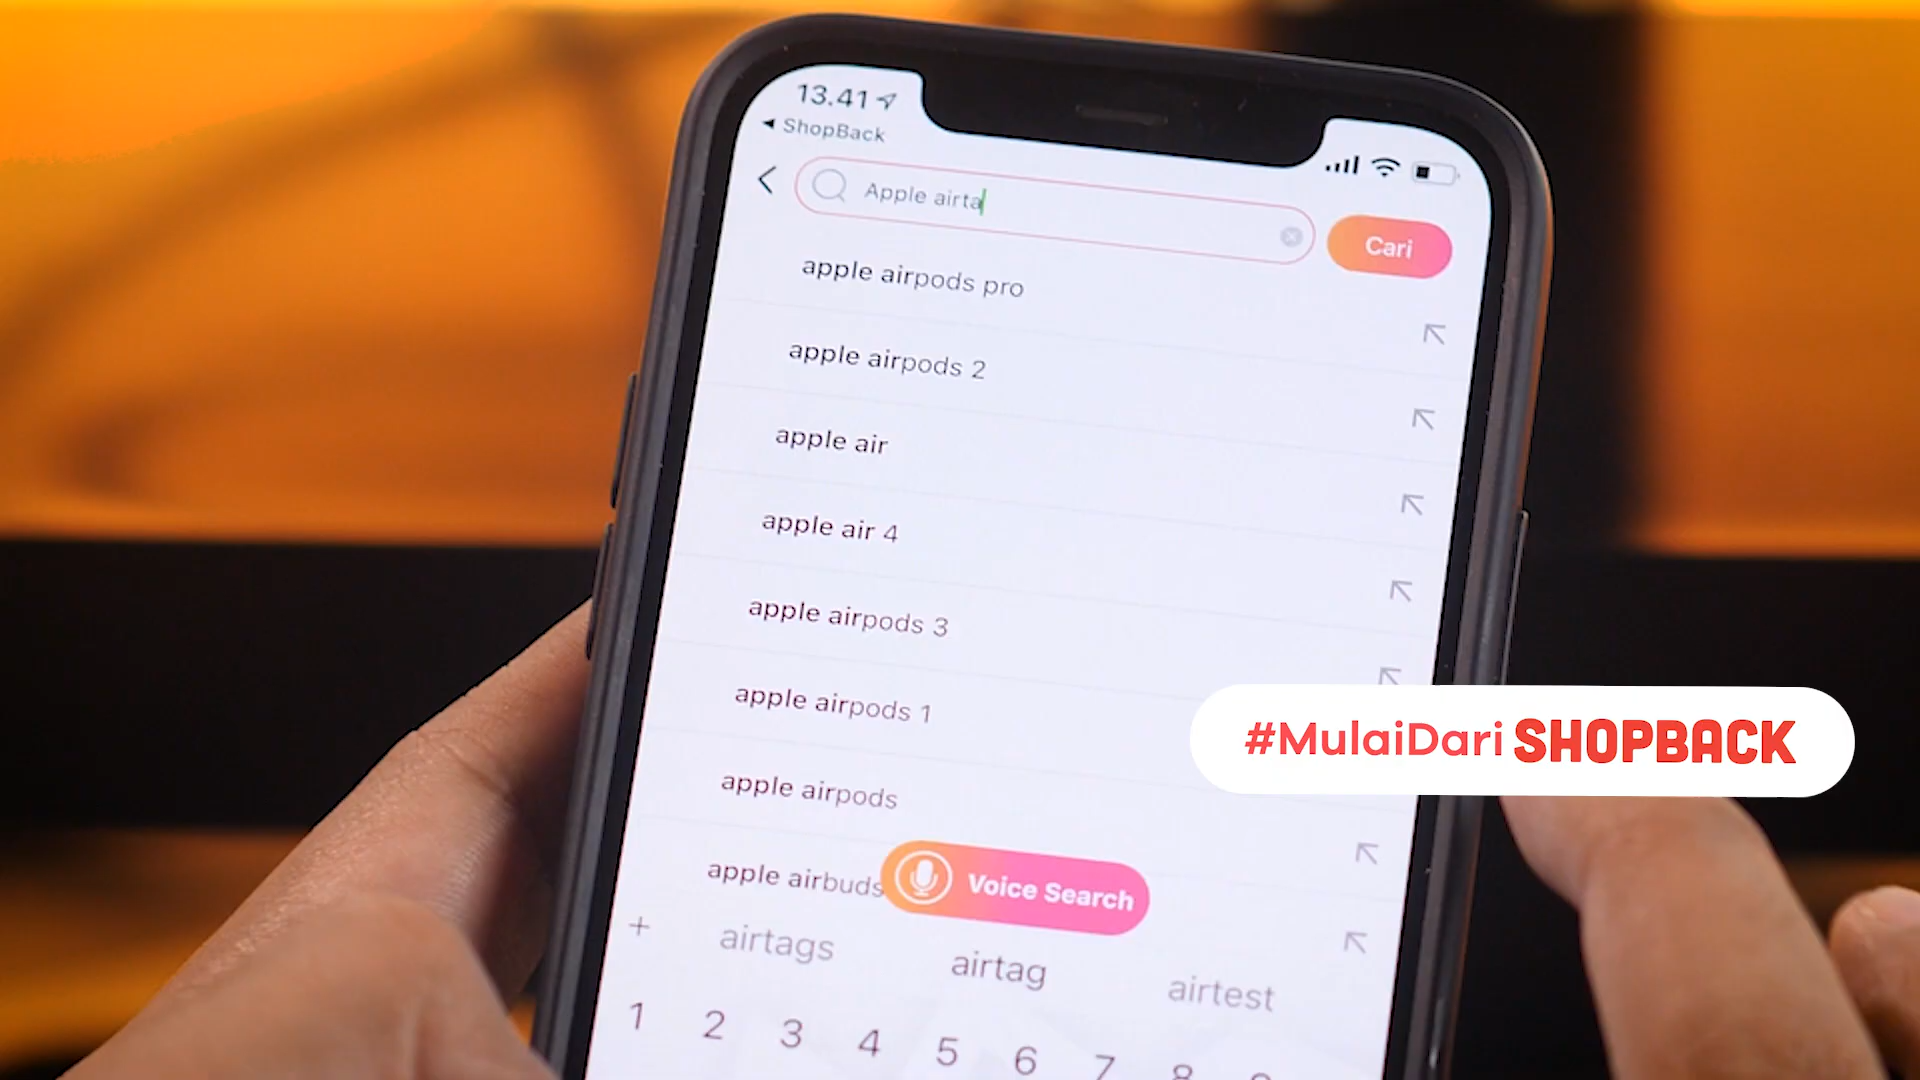 13.41
ShopBack
Apple airta
Cari
apple airpods pro
apple airpods 2
apple air
apple air 4
apple airpods 3
apple airpods 1
#MulaiDari SHOPBACK
apple airpods
apple airbuds
Voice Search
+ airtags airtag airtest
1 2 3 4 5 6 7 8 9